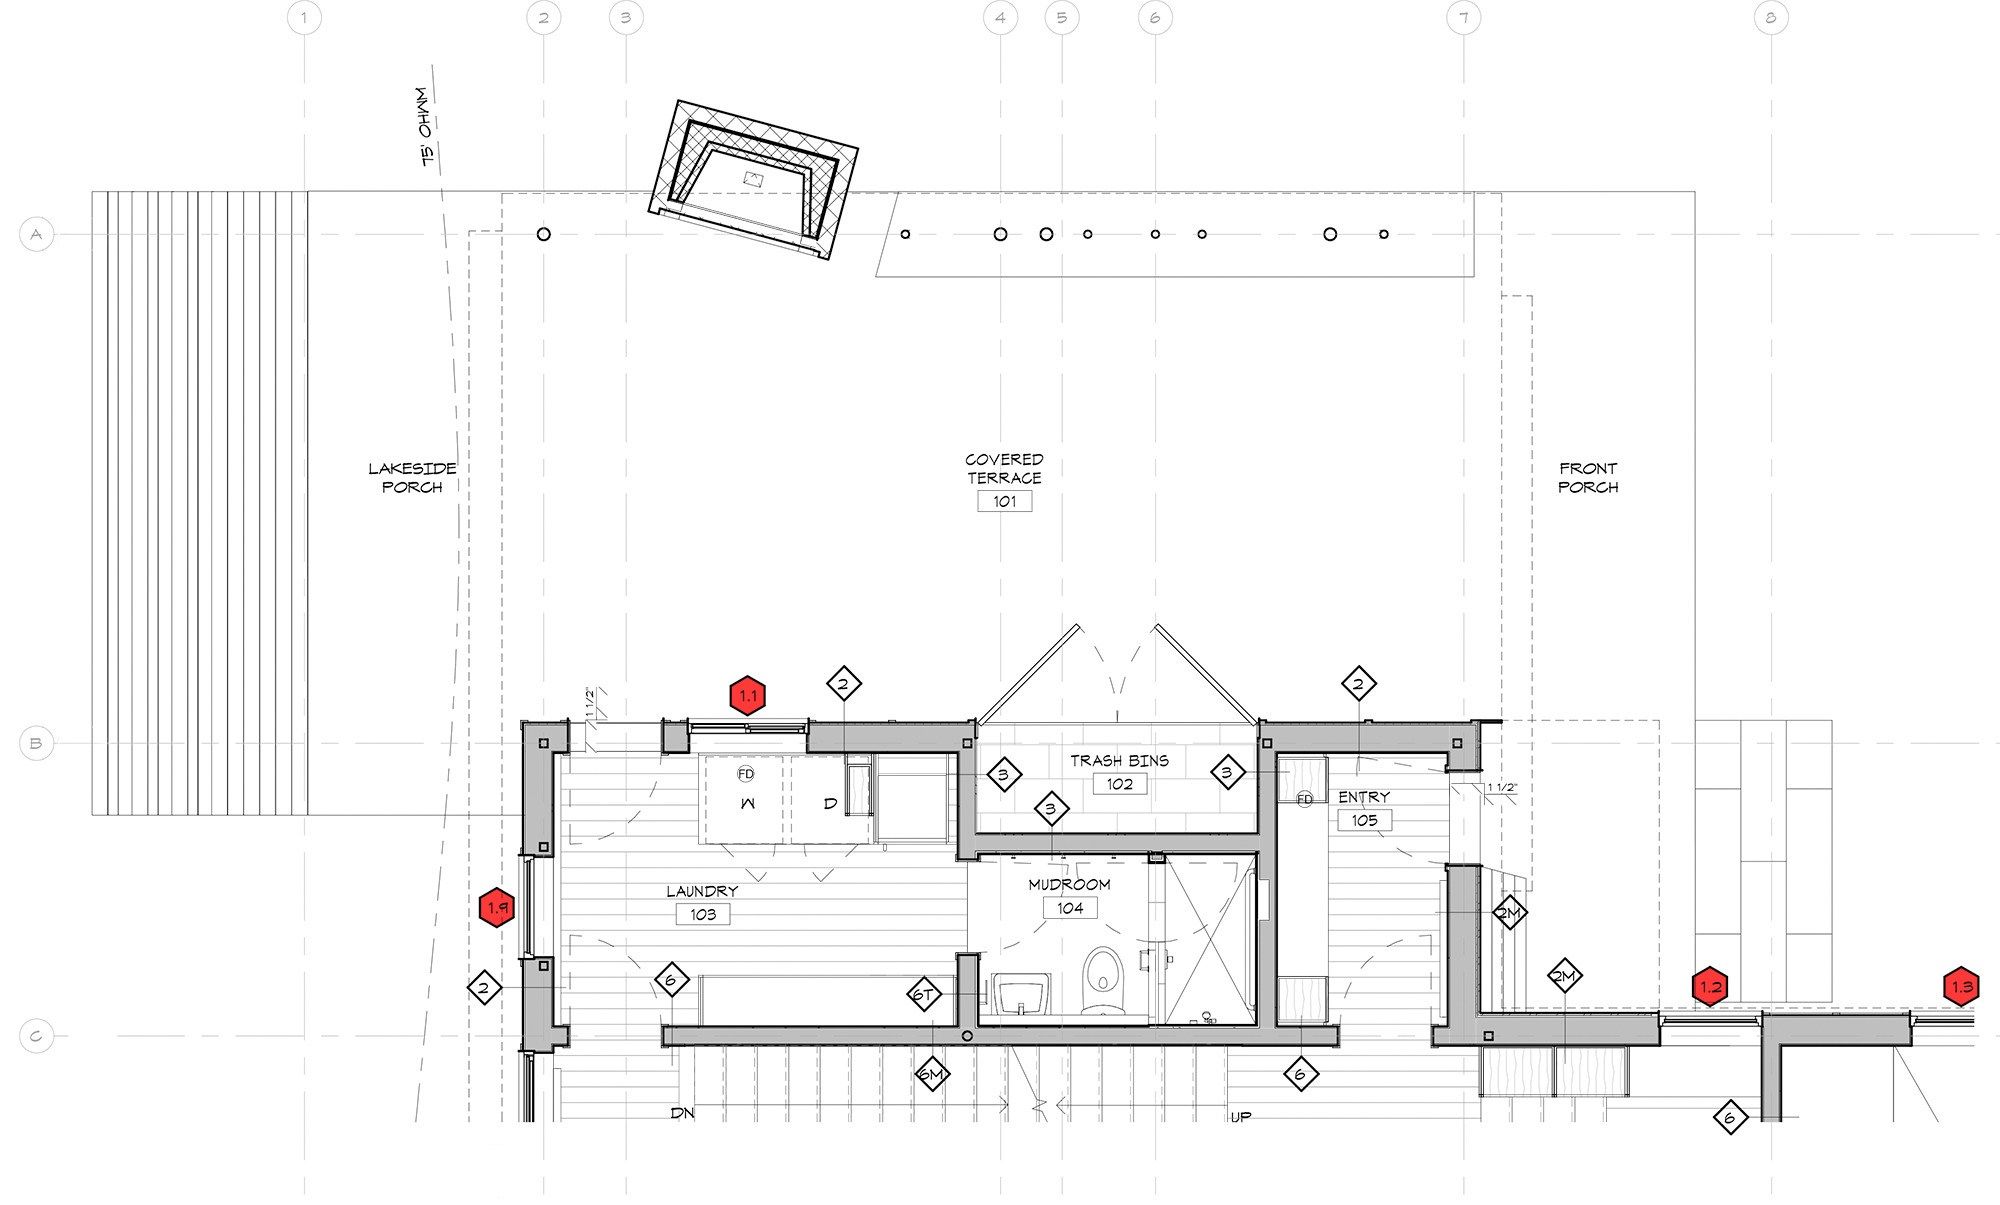 1
2
3
4
5
6
7
8
75' OHWM
A
LAKESIDE
PORCH
COVERED
TERRACE
101
FRONT
PORCH
1.1
2
2
1 1/2"
B
TRASH BINS
102
3
3
3
FD
W
D
FD
ENTRY
105
1 1/2"
LAUNDRY
103
MUDROOM
104
1.9
2M
2
6
6T
2M
1.2
1.3
C
6M
6
DN
UP
6